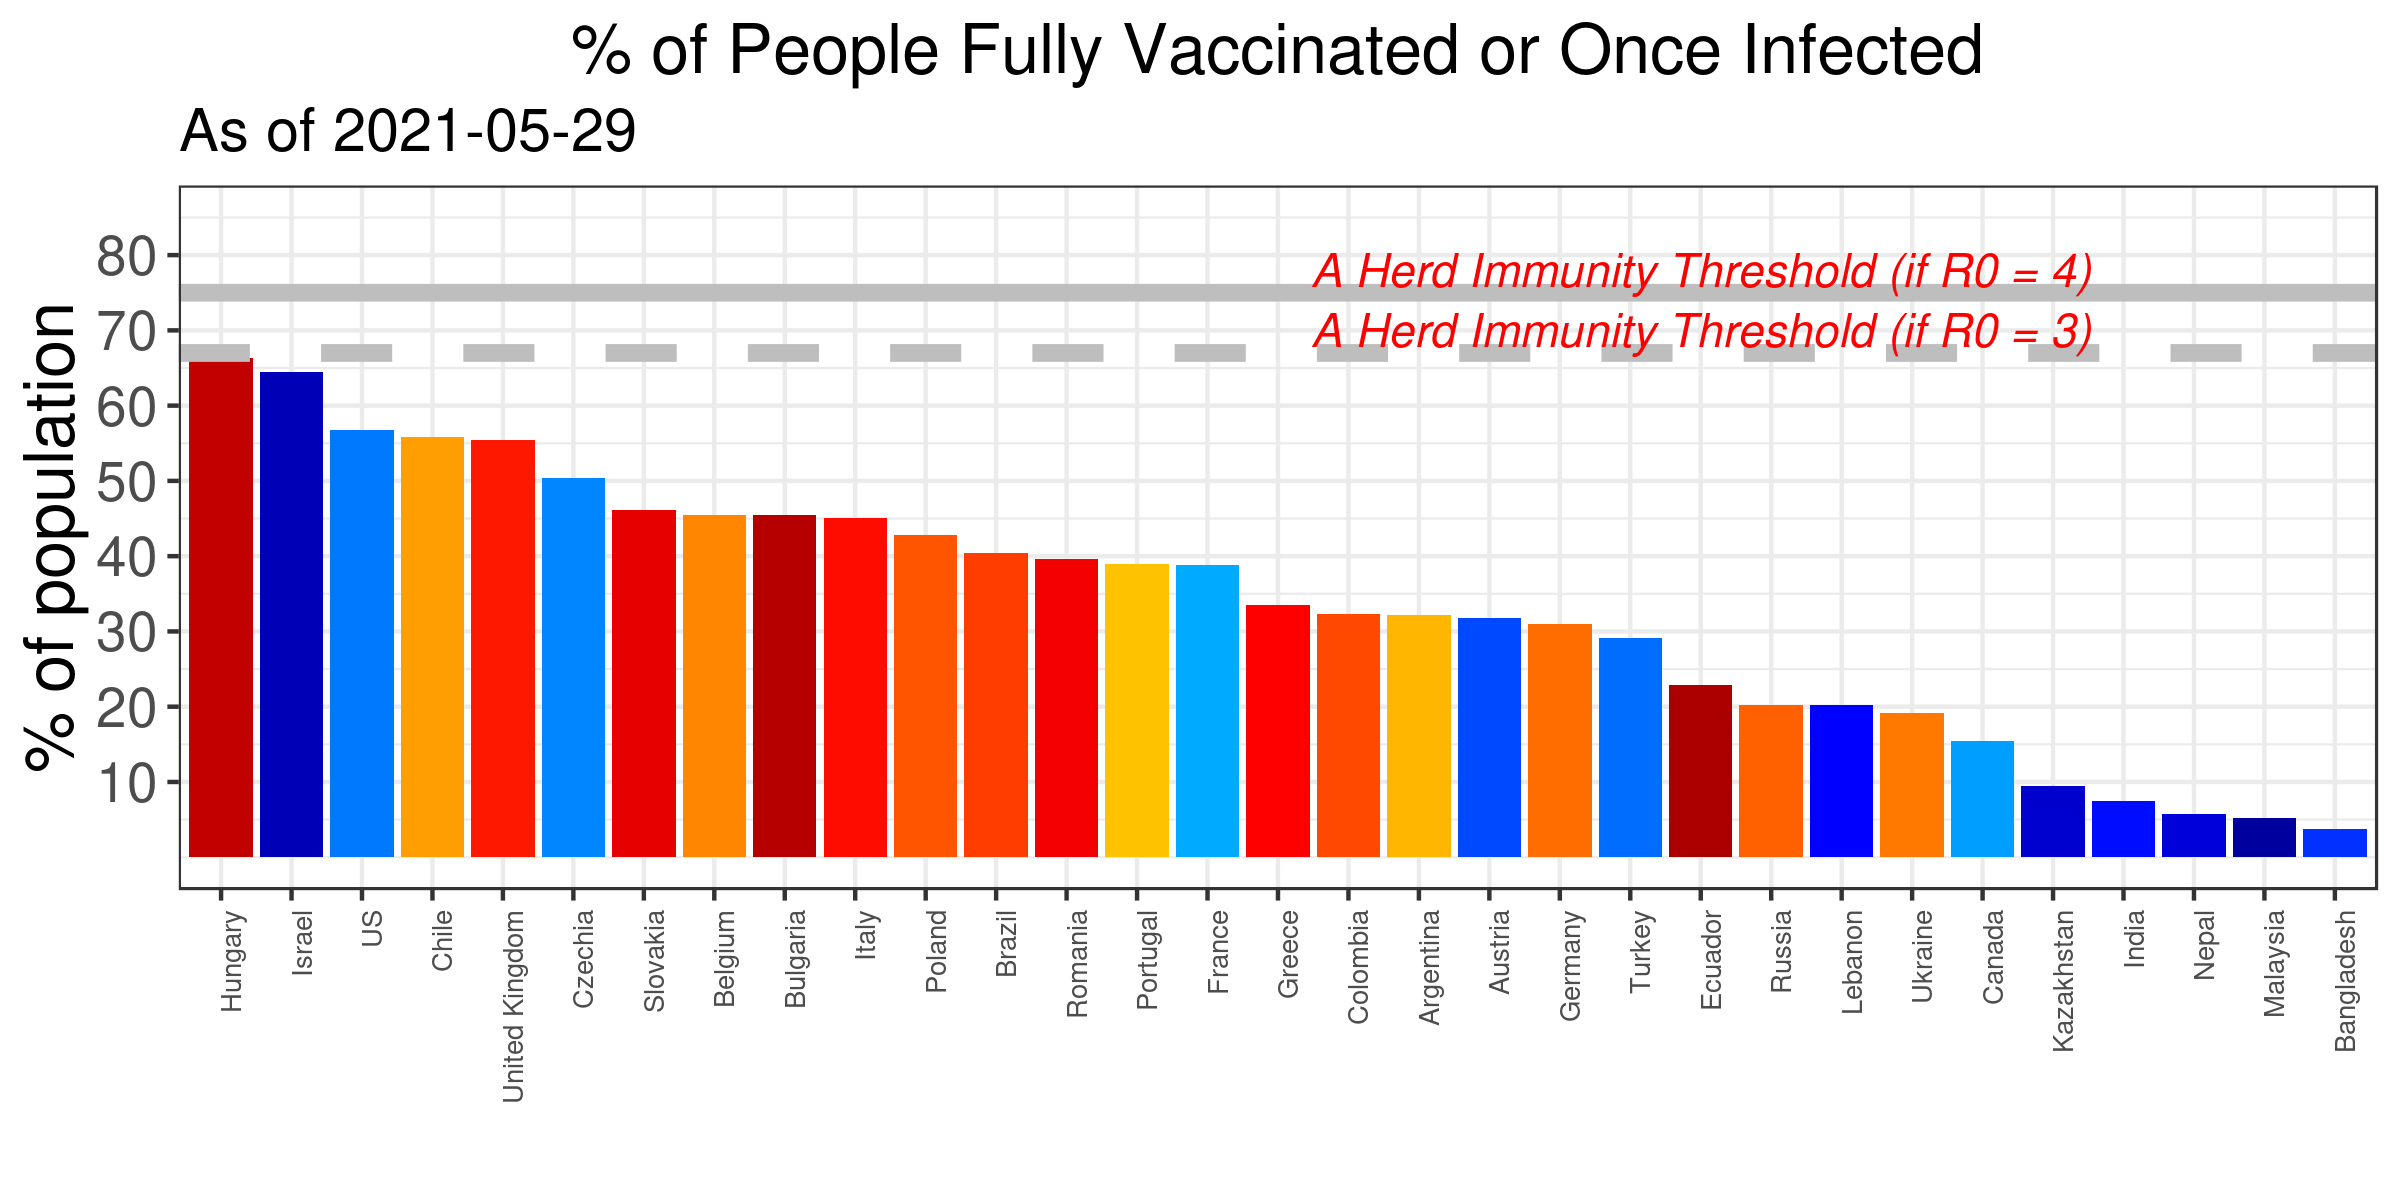 % of People Fully Vaccinated or Once Infected
As of 2021-05-29
% of population
80
70
60
50
40
30
20
10
A Herd Immunity Threshold (if R0 = 4)
A Herd Immunity Threshold (if R0 = 3)
Hungary
Israel
US
Chile
United Kingdom
Czechia
Slovakia
Belgium
Bulgaria
Italy
Poland
Brazil
Romania
Portugal
France
Greece
Colombia
Argentina
Austria
Germany
Turkey
Ecuador
Russia
Lebanon
Ukraine
Canada
Kazakhstan
India
Nepal
Malaysia
Bangladesh